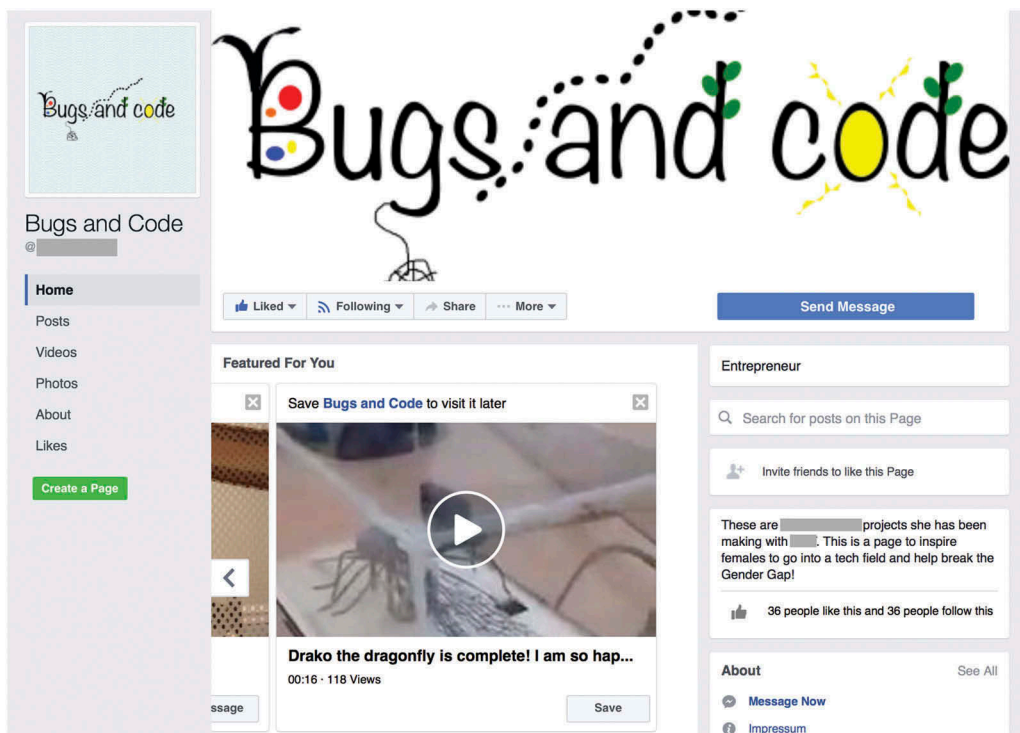 Bugs and code
Bugs and code
Bugs and Code
@
Home
Posts
Videos
Photos
About
Likes
Create a Page
Liked
Following
Share
More
Send Message
Featured For You
Save Bugs and Code to visit it later
Drako the dragonfly is complete! I am so hap...
00:16 · 118 Views
ssage
Save
Entrepreneur
Search for posts on this Page
Invite friends to like this Page
These are projects she has been
making with . This is a page to inspire
females to go into a tech field and help break the
Gender Gap!
36 people like this and 36 people follow this
About See All
Message Now
Impressum